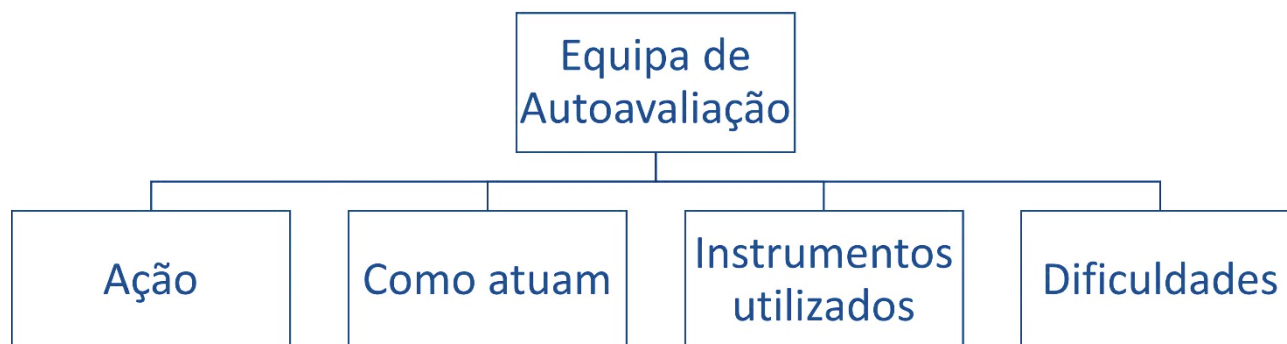 Equipa de
Autoavaliação
Ação
Como atuam
Instrumentos
utilizados
Dificuldades